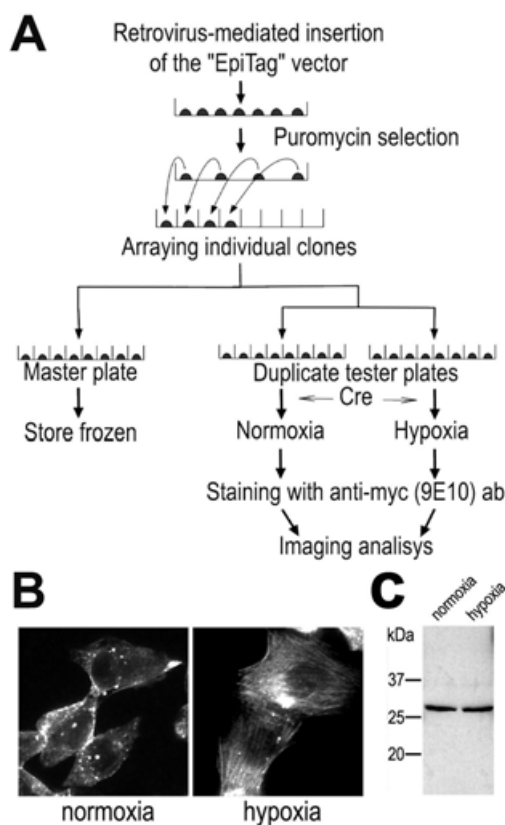 A
Retrovirus-mediated insertion
of the "EpiTag" vector
Puromycin selection
Arraying individual clones
Master plate
Duplicate tester plates
Cre
Store frozen
Normoxia
Hypoxia
Staining with anti-myc (9E10) ab
Imaging analisys
B
normoxia
hypoxia
C
normoxia
hypoxia
kDa
37
25
20